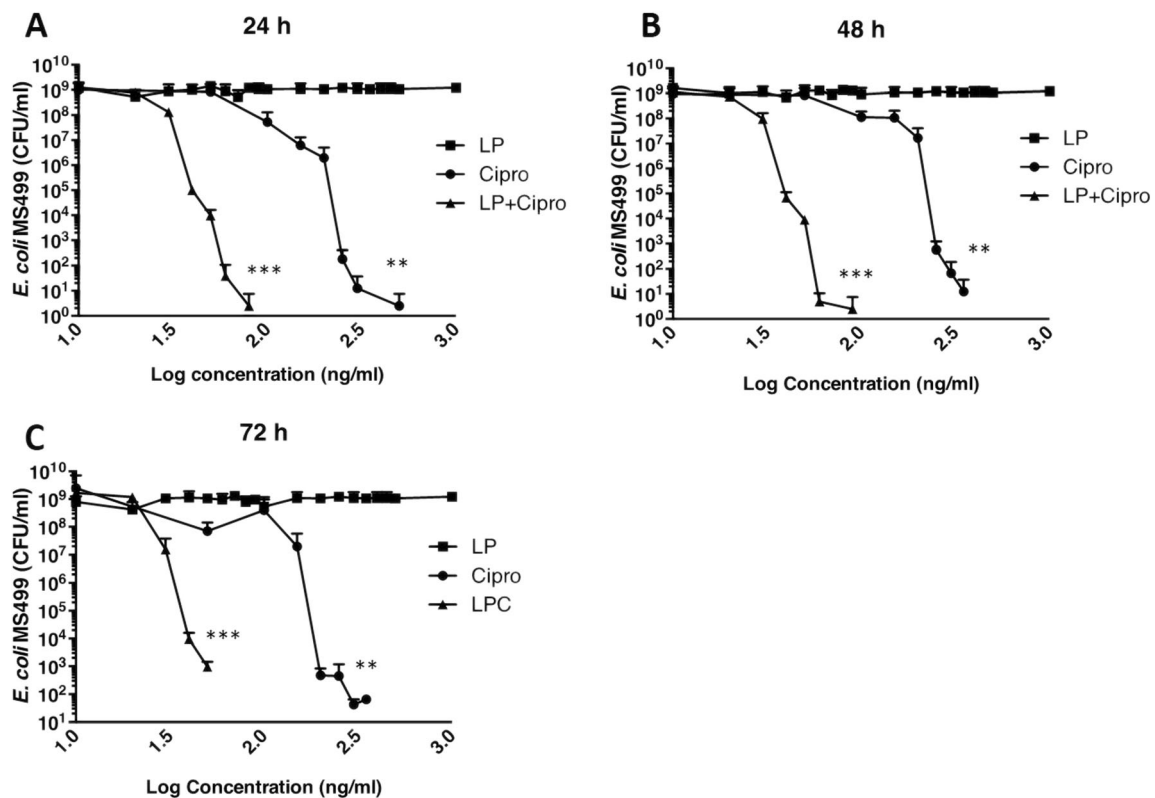 A
24 h
E. coli MS499 (CFU/ml)
10^10
10^9
10^8
10^7
10^6
10^5
10^4
10^3
10^2
10^1
10^0
1.0
1.5
2.0
2.5
3.0
Log concentration (ng/ml)
LP
Cipro
LP+Cipro
***
**
B
48 h
E. coli MS499 (CFU/ml)
10^10
10^9
10^8
10^7
10^6
10^5
10^4
10^3
10^2
10^1
10^0
1.0
1.5
2.0
2.5
3.0
Log Concentration (ng/ml)
LP
Cipro
LP+Cipro
***
**
C
72 h
E. coli MS499 (CFU/ml)
10^10
10^9
10^8
10^7
10^6
10^5
10^4
10^3
10^2
10^1
1.0
1.5
2.0
2.5
3.0
Log Concentration (ng/ml)
LP
Cipro
LPC
***
**